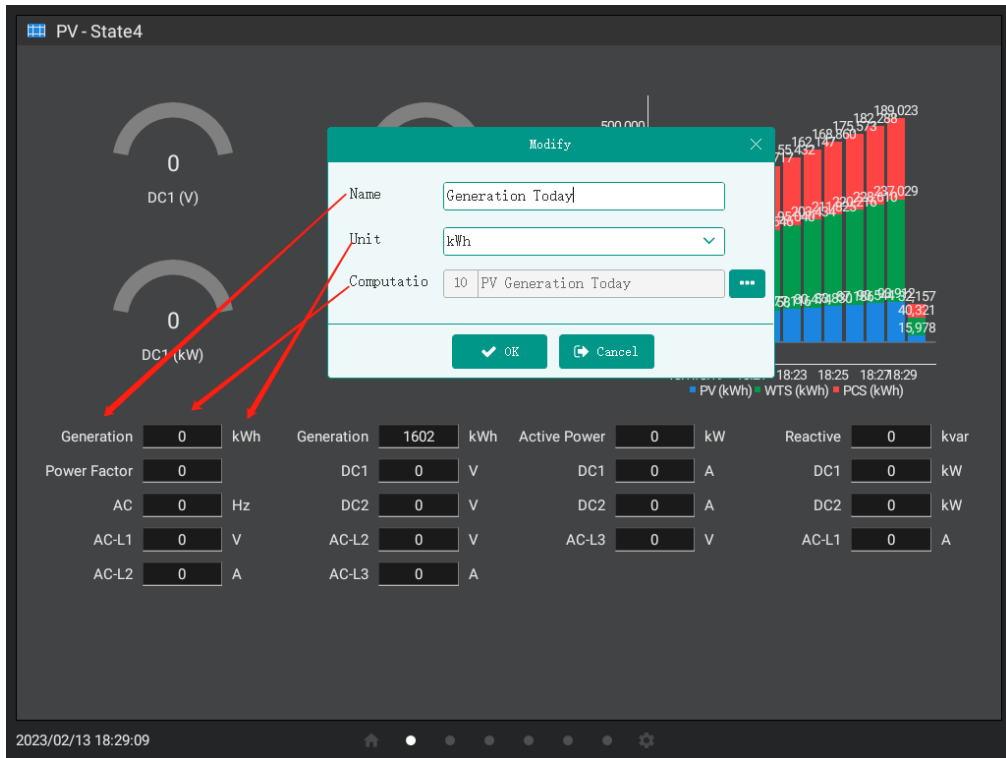 PV - State4
0
DC1 (V)
0
DC1 (kW)
500,000
189,023
182,288
175,573
168,860
162,147
237,029
40,321
15,978
18:23 18:25 18:27 18:29
PV (kWh) WTS (kWh) PCS (kWh)
Modify
Name Generation Today
Unit kWh
Computatio 10 PV Generation Today
OK Cancel
Generation 0 kWh Generation 1602 kWh Active Power 0 kW Reactive 0 kvar
Power Factor 0 DC1 0 V DC1 0 A DC1 0 kW
AC 0 Hz DC2 0 V DC2 0 A DC2 0 kW
AC-L1 0 V AC-L2 0 V AC-L3 0 V AC-L1 0 A
AC-L2 0 A AC-L3 0 A
2023/02/13 18:29:09